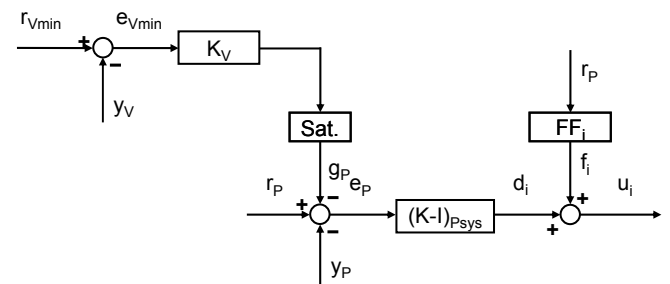 r_Vmin
e_Vmin
+
K_V
−
y_V
r_P
Sat.
FF_i
g_P
f_i
r_P
e_P
d_i
u_i
+
−
(K-I)_Psys
+
+
−
y_P